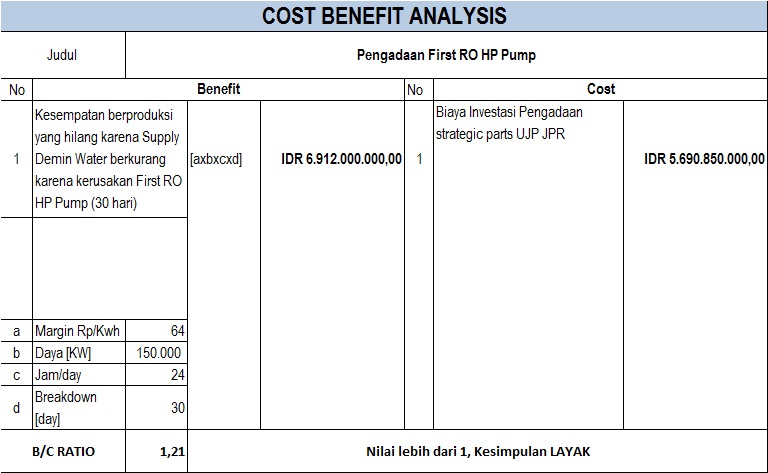 COST BENEFIT ANALYSIS
Judul
Pengadaan First RO HP Pump
No
Benefit
No
Cost
1
Kesempatan berproduksi
yang hilang karena Supply
Demin Water berkurang
karena kerusakan First RO
HP Pump (30 hari)
[axbxcxd]
IDR 6.912.000.000,00
1
Biaya Investasi Pengadaan
strategic parts UJP JPR
IDR 5.690.850.000,00
a
Margin Rp/Kwh
64
b
Daya [KW]
150.000
c
Jam/day
24
d
Breakdown
[day]
30
B/C RATIO
1,21
Nilai lebih dari 1, Kesimpulan LAYAK